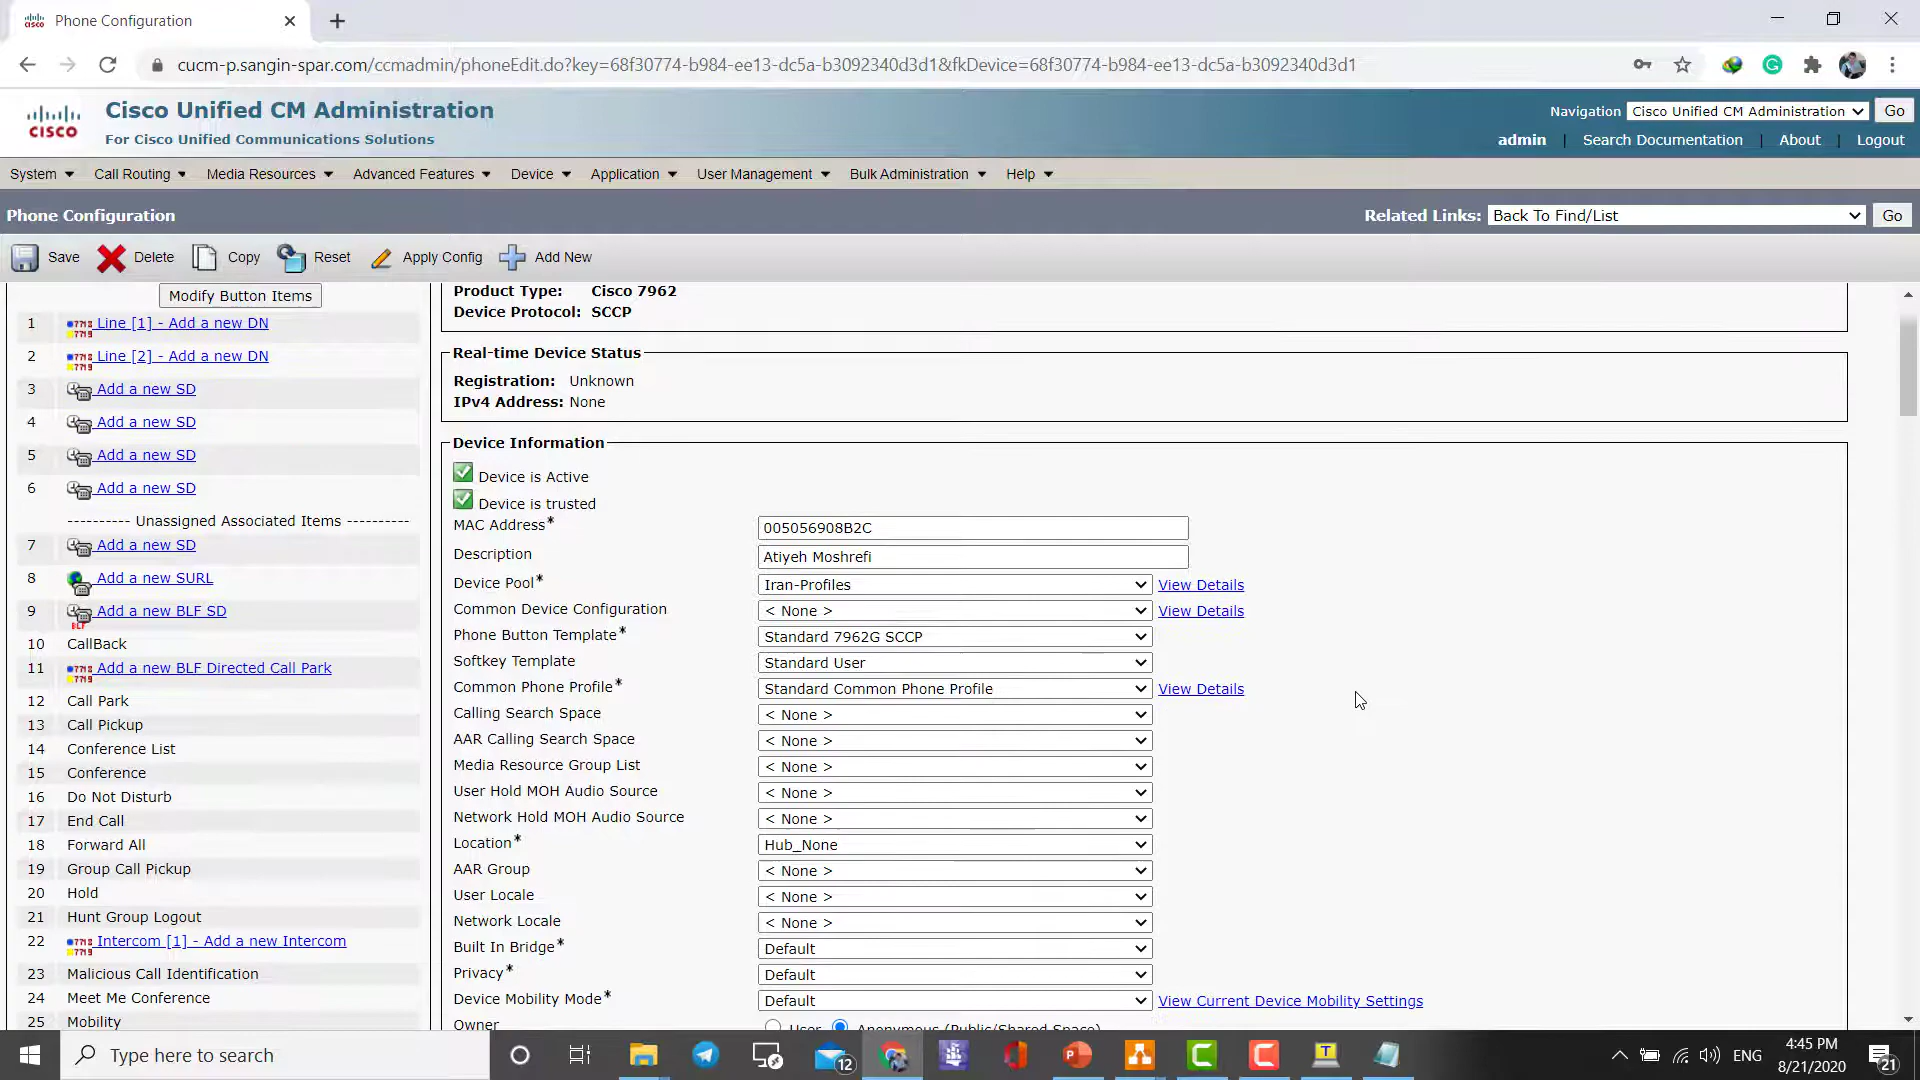 Phone Configuration
cucm-p.sangin-spar.com/ccmadmin/phoneEdit.do?key=68f30774-b984-ee13-dc5a-b3092340d3d1&fkDevice=68f30774-b984-ee13-dc5a-b3092340d3d1
CISCO
Cisco Unified CM Administration
For Cisco Unified Communications Solutions
Navigation Cisco Unified CM Administration Go
admin | Search Documentation | About | Logout
System Call Routing Media Resources Advanced Features Device Application User Management Bulk Administration Help
Phone Configuration
Related Links: Back To Find/List Go
Save Delete Copy Reset Apply Config Add New
Modify Button Items
1 Line [1] - Add a new DN
2 Line [2] - Add a new DN
3 Add a new SD
4 Add a new SD
5 Add a new SD
6 Add a new SD
---------- Unassigned Associated Items ----------
7 Add a new SD
8 Add a new SURL
9 Add a new BLF SD
10 CallBack
11 Add a new BLF Directed Call Park
12 Call Park
13 Call Pickup
14 Conference List
15 Conference
16 Do Not Disturb
17 End Call
18 Forward All
19 Group Call Pickup
20 Hold
21 Hunt Group Logout
22 Intercom [1] - Add a new Intercom
23 Malicious Call Identification
24 Meet Me Conference
25 Mobility
Product Type: Cisco 7962
Device Protocol: SCCP
Real-time Device Status
Registration: Unknown
IPv4 Address: None
Device Information
Device is Active
Device is trusted
MAC Address* 005056908B2C
Description Atiyeh Moshrefi
Device Pool* Iran-Profiles View Details
Common Device Configuration < None > View Details
Phone Button Template* Standard 7962G SCCP
Softkey Template Standard User
Common Phone Profile* Standard Common Phone Profile View Details
Calling Search Space < None >
AAR Calling Search Space < None >
Media Resource Group List < None >
User Hold MOH Audio Source < None >
Network Hold MOH Audio Source < None >
Location* Hub_None
AAR Group < None >
User Locale < None >
Network Locale < None >
Built In Bridge* Default
Privacy* Default
Device Mobility Mode* Default View Current Device Mobility Settings
Owner User Anonymous (Public/Shared Space)
Type here to search
12
ENG
4:45 PM
8/21/2020
21